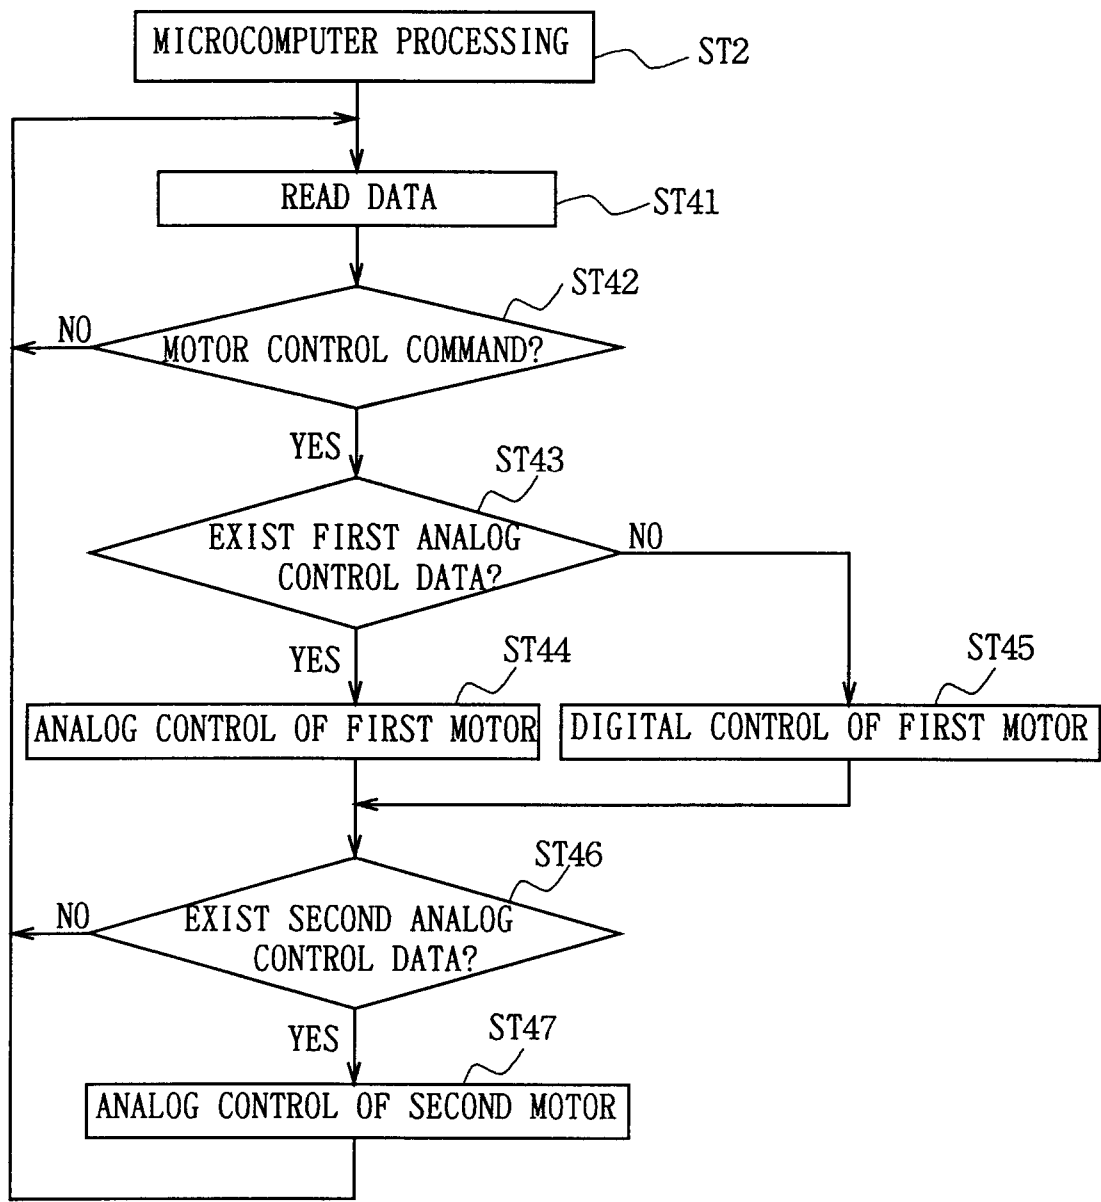 MICROCOMPUTER PROCESSING
ST2
READ DATA
ST41
ST42
NO
MOTOR CONTROL COMMAND?
YES
ST43
EXIST FIRST ANALOG
CONTROL DATA?
NO
YES
ST44
ST45
ANALOG CONTROL OF FIRST MOTOR
DIGITAL CONTROL OF FIRST MOTOR
ST46
NO
EXIST SECOND ANALOG
CONTROL DATA?
YES
ST47
ANALOG CONTROL OF SECOND MOTOR